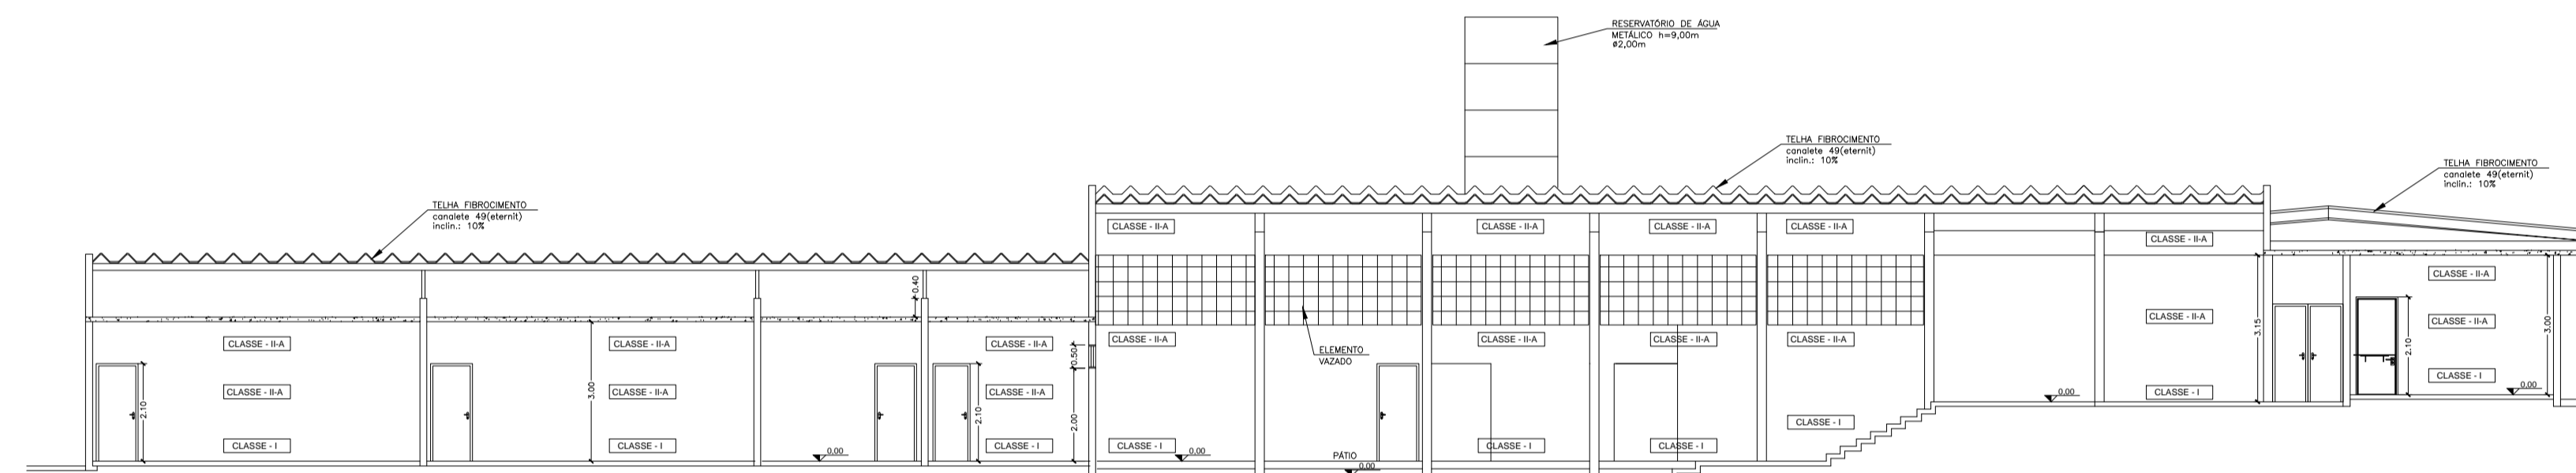 RESERVATÓRIO DE ÁGUA
METÁLICO h=9,00m
ø2,00m
TELHA FIBROCIMENTO
canalete 49(eternit)
inclin.: 10%
TELHA FIBROCIMENTO
canalete 49(eternit)
inclin.: 10%
TELHA FIBROCIMENTO
canalete 49(eternit)
inclin.: 10%
CLASSE - II-A
CLASSE - II-A
CLASSE - II-A
CLASSE - II-A
CLASSE - II-A
CLASSE - II-A
0.40
CLASSE - II-A
CLASSE - II-A
CLASSE - II-A
CLASSE - II-A
CLASSE - II-A
CLASSE - II-A
CLASSE - II-A
CLASSE - II-A
CLASSE - II-A
CLASSE - II-A
3.15
3.00
2.10
0.50
ELEMENTO
VAZADO
CLASSE - I
CLASSE - II-A
CLASSE - II-A
CLASSE - II-A
3.00
2.10
2.10
2.00
0.00
0.00
CLASSE - I
CLASSE - I
CLASSE - I
CLASSE - I
CLASSE - I
CLASSE - I
CLASSE - I
CLASSE - I
0.00
0.00
PÁTIO
0.00